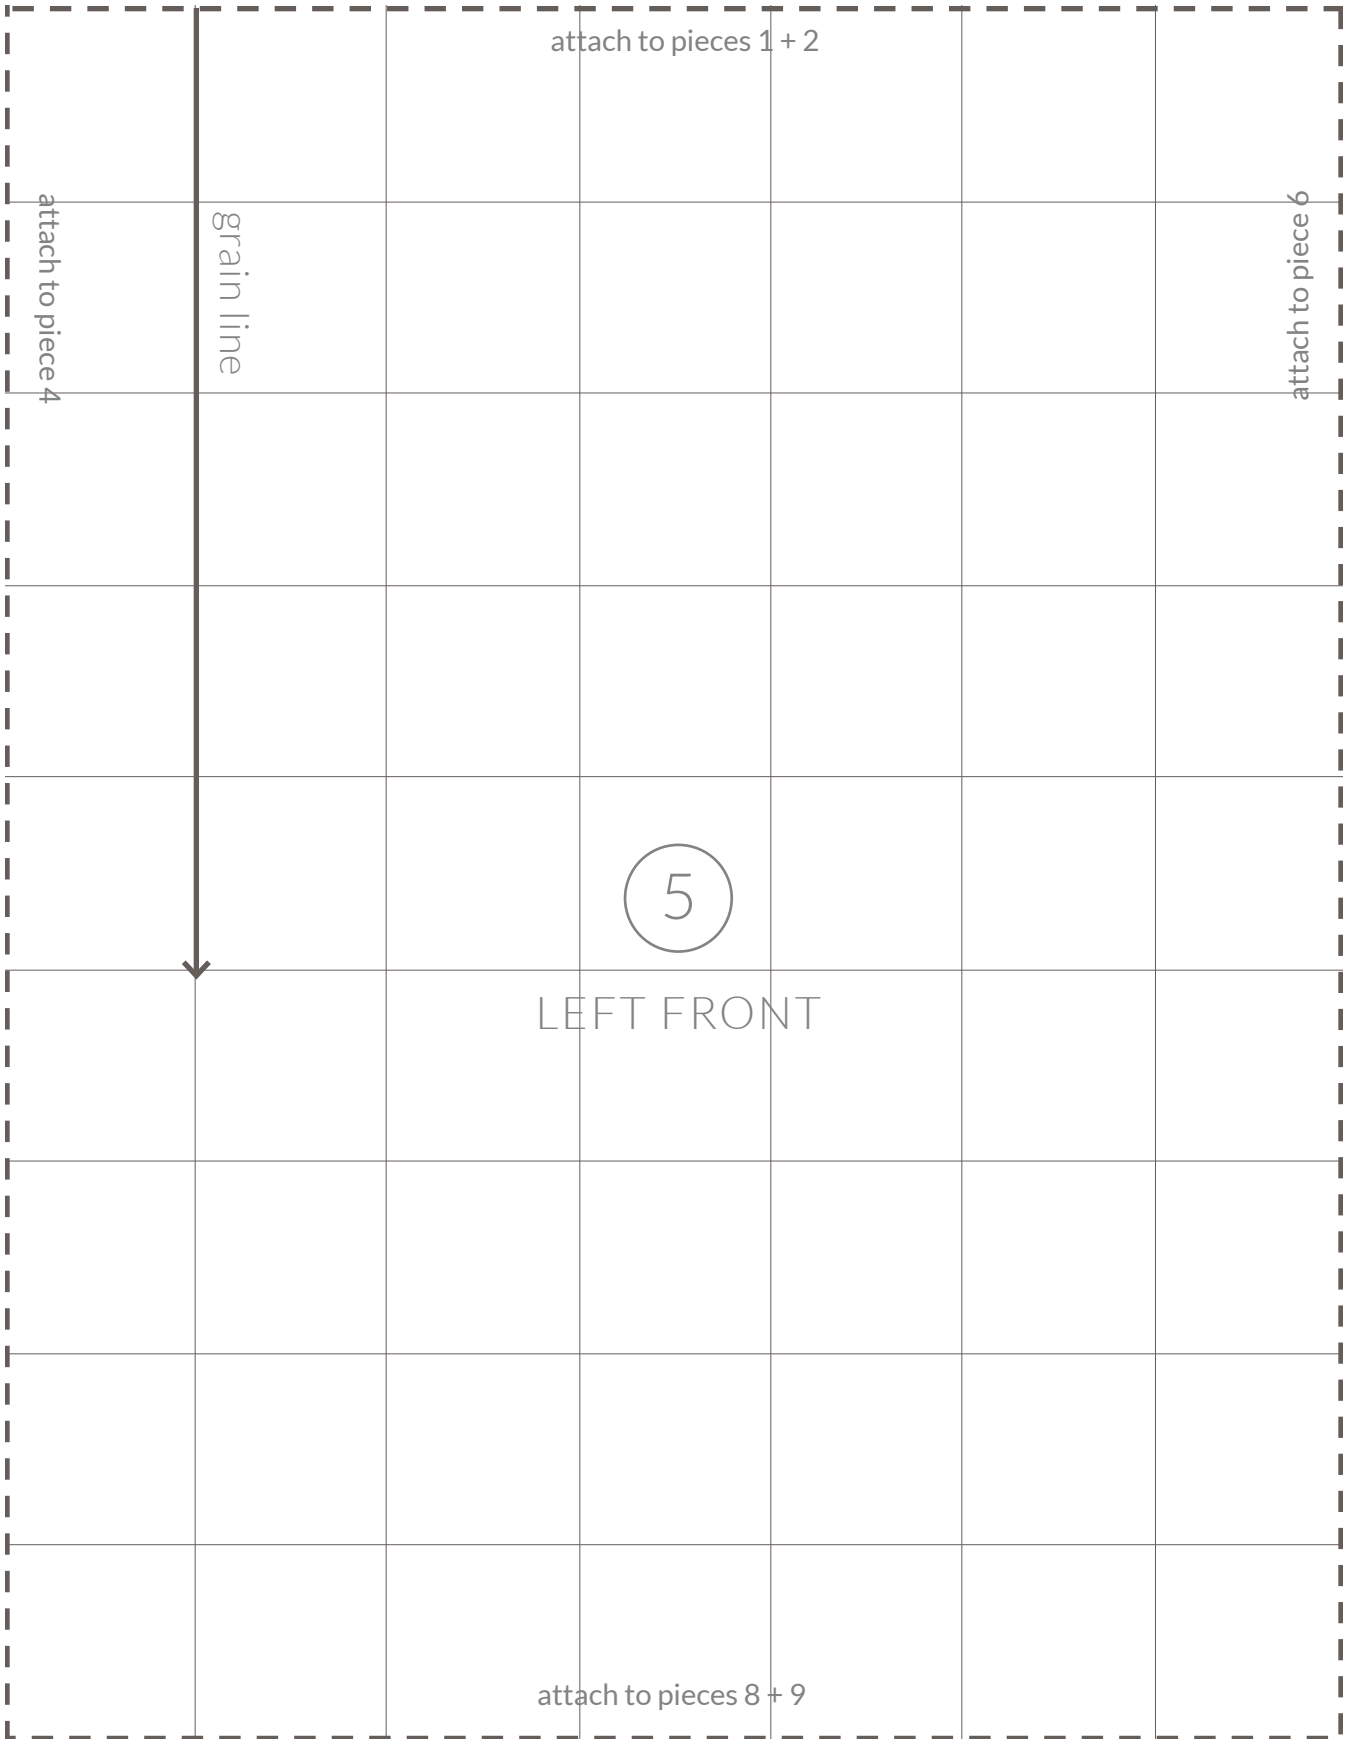 attach to pieces 1 + 2
attach to piece 4
grain line
attach to piece 6
5
LEFT FRONT
attach to pieces 8 + 9